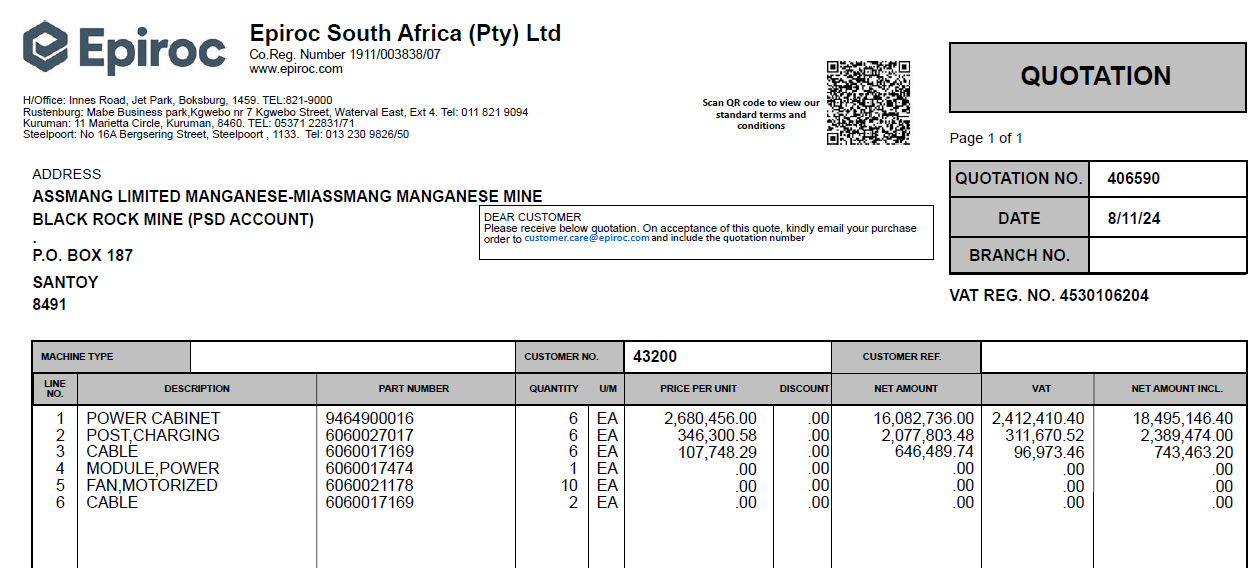 Epiroc
Epiroc South Africa (Pty) Ltd
Co.Reg. Number 1911/003838/07
www.epiroc.com
H/Office: Innes Road, Jet Park, Boksburg, 1459. TEL:821-9000
Rustenburg: Mabe Business park,Kgwebo nr 7 Kgwebo Street, Waterval East, Ext 4. Tel: 011 821 9094
Kuruman: 11 Marietta Circle, Kuruman, 8460. TEL: 05371 22831/71
Steelpoort: No 16A Bergsering Street, Steelpoort , 1133. Tel: 013 230 9826/50
Scan QR code to view our
standard terms and
conditions
QUOTATION
Page 1 of 1
QUOTATION NO. 406590
DATE 8/11/24
BRANCH NO.
VAT REG. NO. 4530106204
ADDRESS
ASSMANG LIMITED MANGANESE-MIASSMANG MANGANESE MINE
BLACK ROCK MINE (PSD ACCOUNT)
.
P.O. BOX 187
SANTOY
8491
DEAR CUSTOMER
Please receive below quotation. On acceptance of this quote, kindly email your purchase
order to customer.care@epiroc.com and include the quotation number
MACHINE TYPE CUSTOMER NO. 43200 CUSTOMER REF.
LINE NO. DESCRIPTION PART NUMBER QUANTITY U/M PRICE PER UNIT DISCOUNT NET AMOUNT VAT NET AMOUNT INCL.
1 POWER CABINET 9464900016 6 EA 2,680,456.00 .00 16,082,736.00 2,412,410.40 18,495,146.40
2 POST,CHARGING 6060027017 6 EA 346,300.58 .00 2,077,803.48 311,670.52 2,389,474.00
3 CABLE 6060017169 6 EA 107,748.29 .00 646,489.74 96,973.46 743,463.20
4 MODULE,POWER 6060017474 1 EA .00 .00 .00 .00 .00
5 FAN,MOTORIZED 6060021178 10 EA .00 .00 .00 .00 .00
6 CABLE 6060017169 2 EA .00 .00 .00 .00 .00